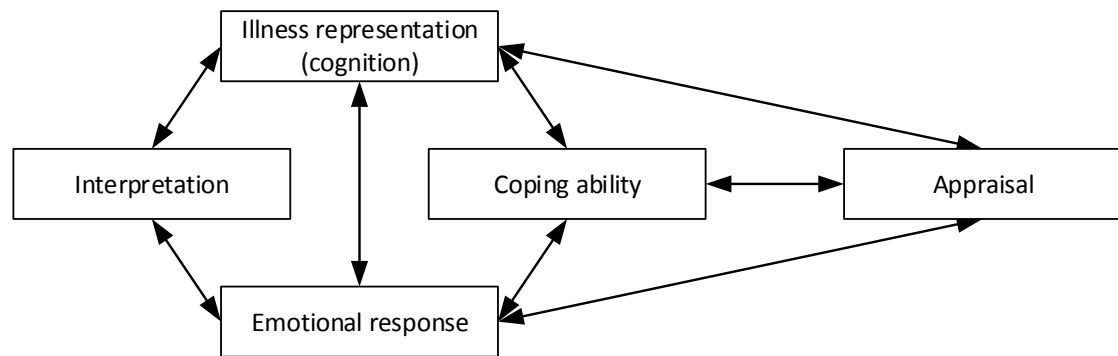 Illness representation
(cognition)
Interpretation
Coping ability
Appraisal
Emotional response